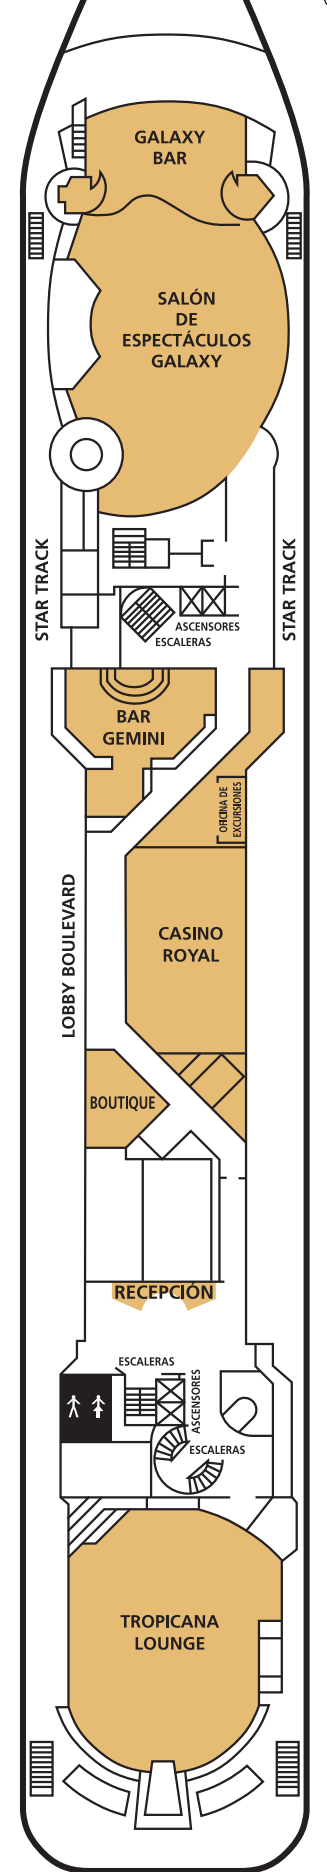 GALAXY
BAR
SALÓN
DE
ESPECTÁCULOS
GALAXY
STAR TRACK
STAR TRACK
ASCENSORES
ESCALERAS
BAR
GEMINI
OFICINA DE
EXCURSIONES
LOBBY BOULEVARD
CASINO
ROYAL
BOUTIQUE
RECEPCIÓN
ESCALERAS
ASCENSORES
ESCALERAS
TROPICANA
LOUNGE